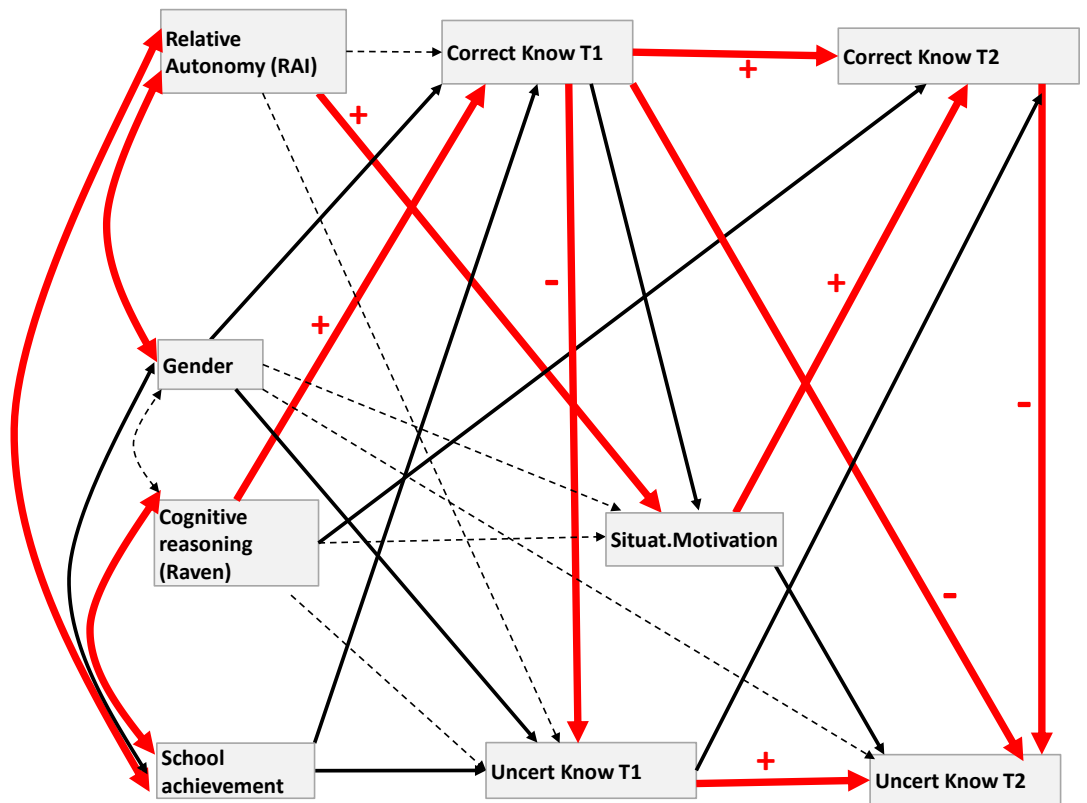 Relative
Autonomy (RAI)
Correct Know T1
Correct Know T2
+
+
-
+
+
Gender
-
Cognitive
reasoning
(Raven)
Situat.Motivation
-
School
achievement
Uncert Know T1
+
Uncert Know T2